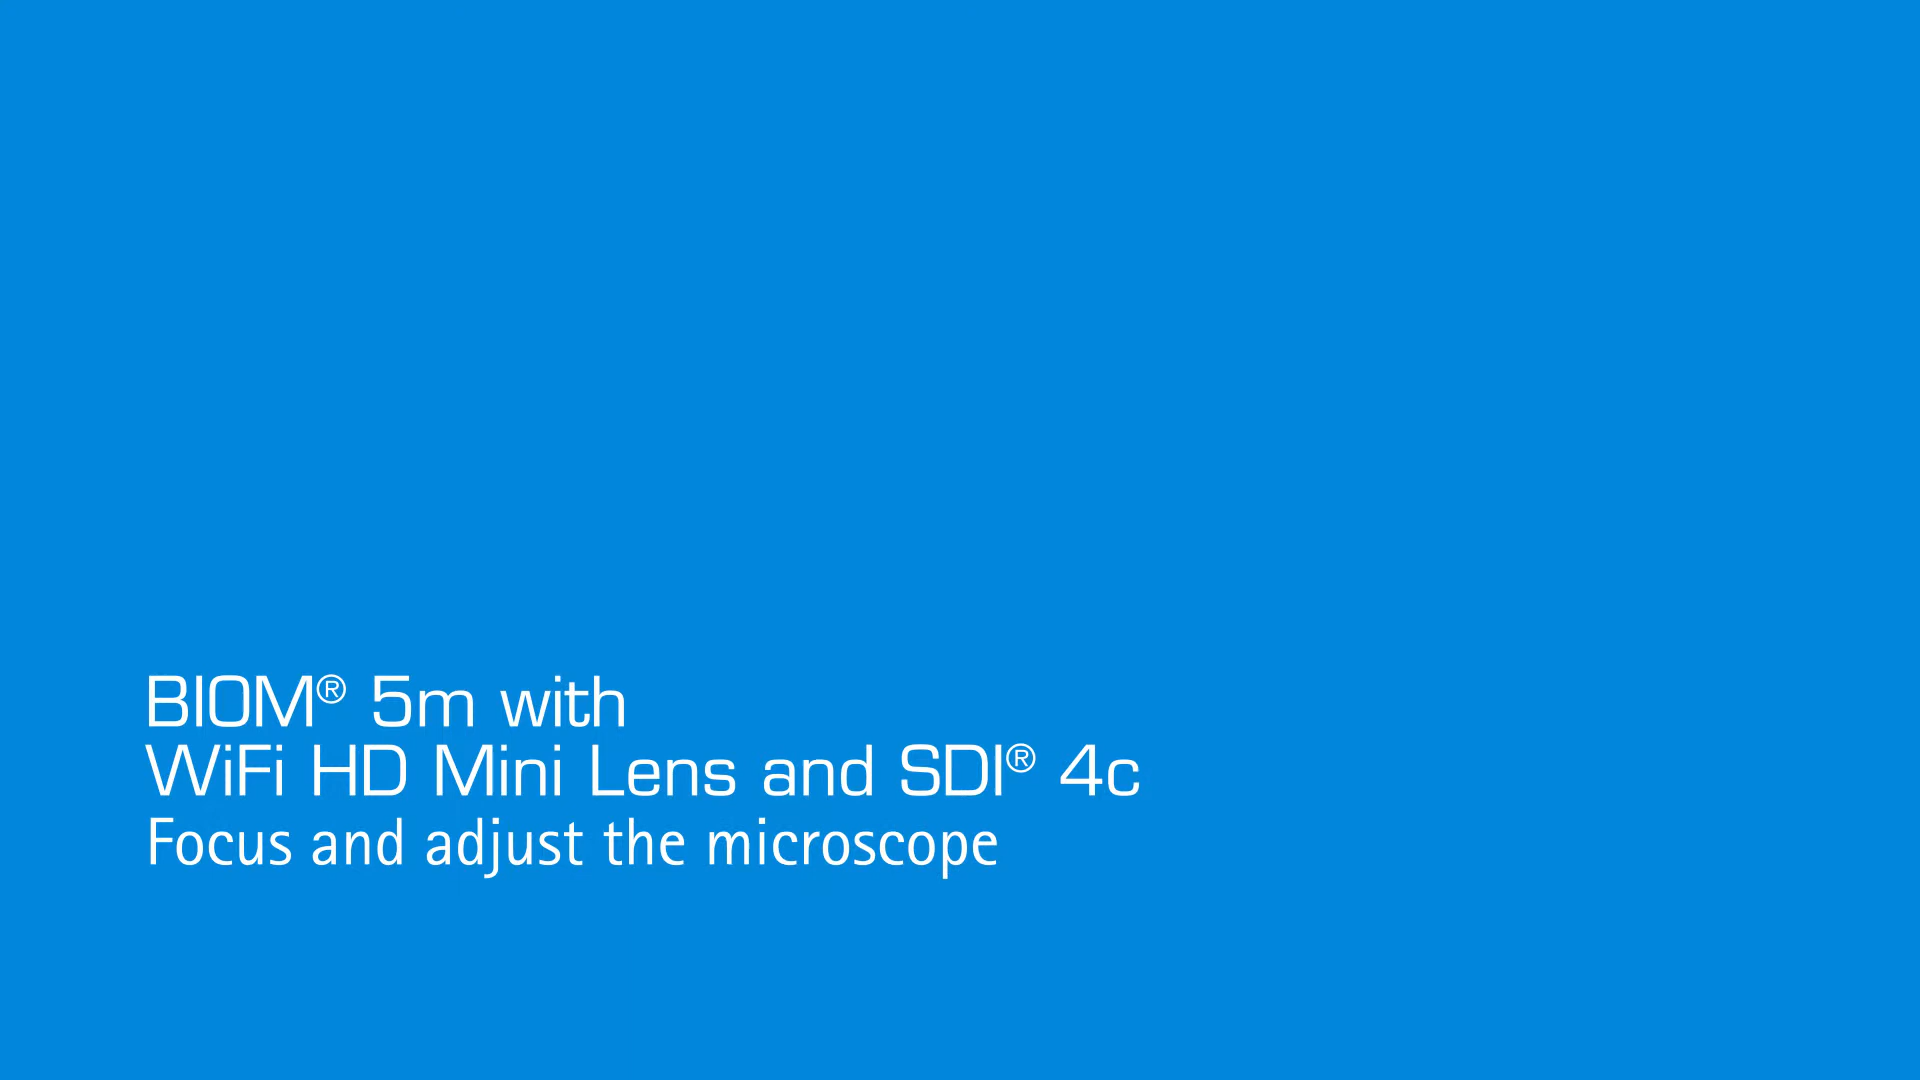 BIOM® 5m with
WiFi HD Mini Lens and SDI® 4c
Focus and adjust the microscope